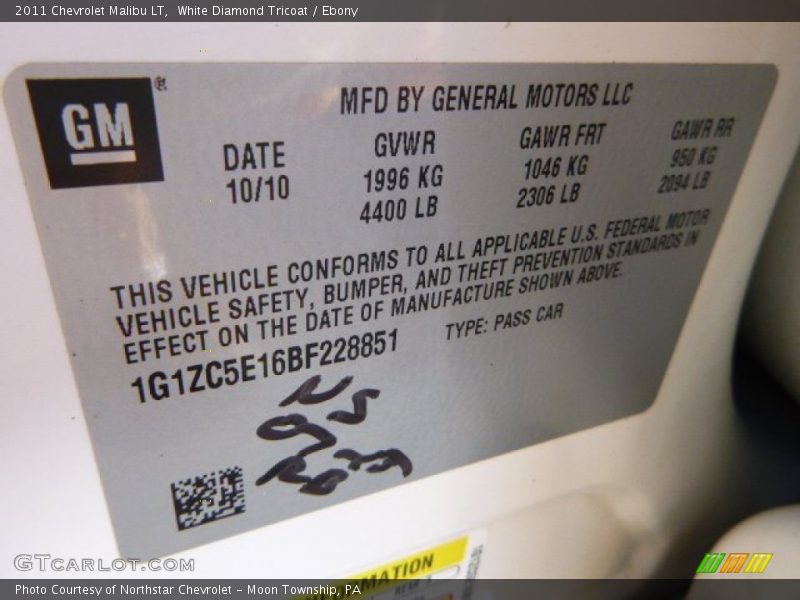 2011 Chevrolet Malibu LT, White Diamond Tricoat / Ebony
GM®
MFD BY GENERAL MOTORS LLC
DATE GVWR GAWR FRT GAWR RR
10/10 1996 KG 1046 KG 950 KG
4400 LB 2306 LB 2094 LB
THIS VEHICLE CONFORMS TO ALL APPLICABLE U.S. FEDERAL MOTOR
VEHICLE SAFETY, BUMPER, AND THEFT PREVENTION STANDARDS IN
EFFECT ON THE DATE OF MANUFACTURE SHOWN ABOVE.
1G1ZC5E16BF228851 TYPE: PASS CAR
GTCARLOT.COM
Photo Courtesy of Northstar Chevrolet - Moon Township, PA